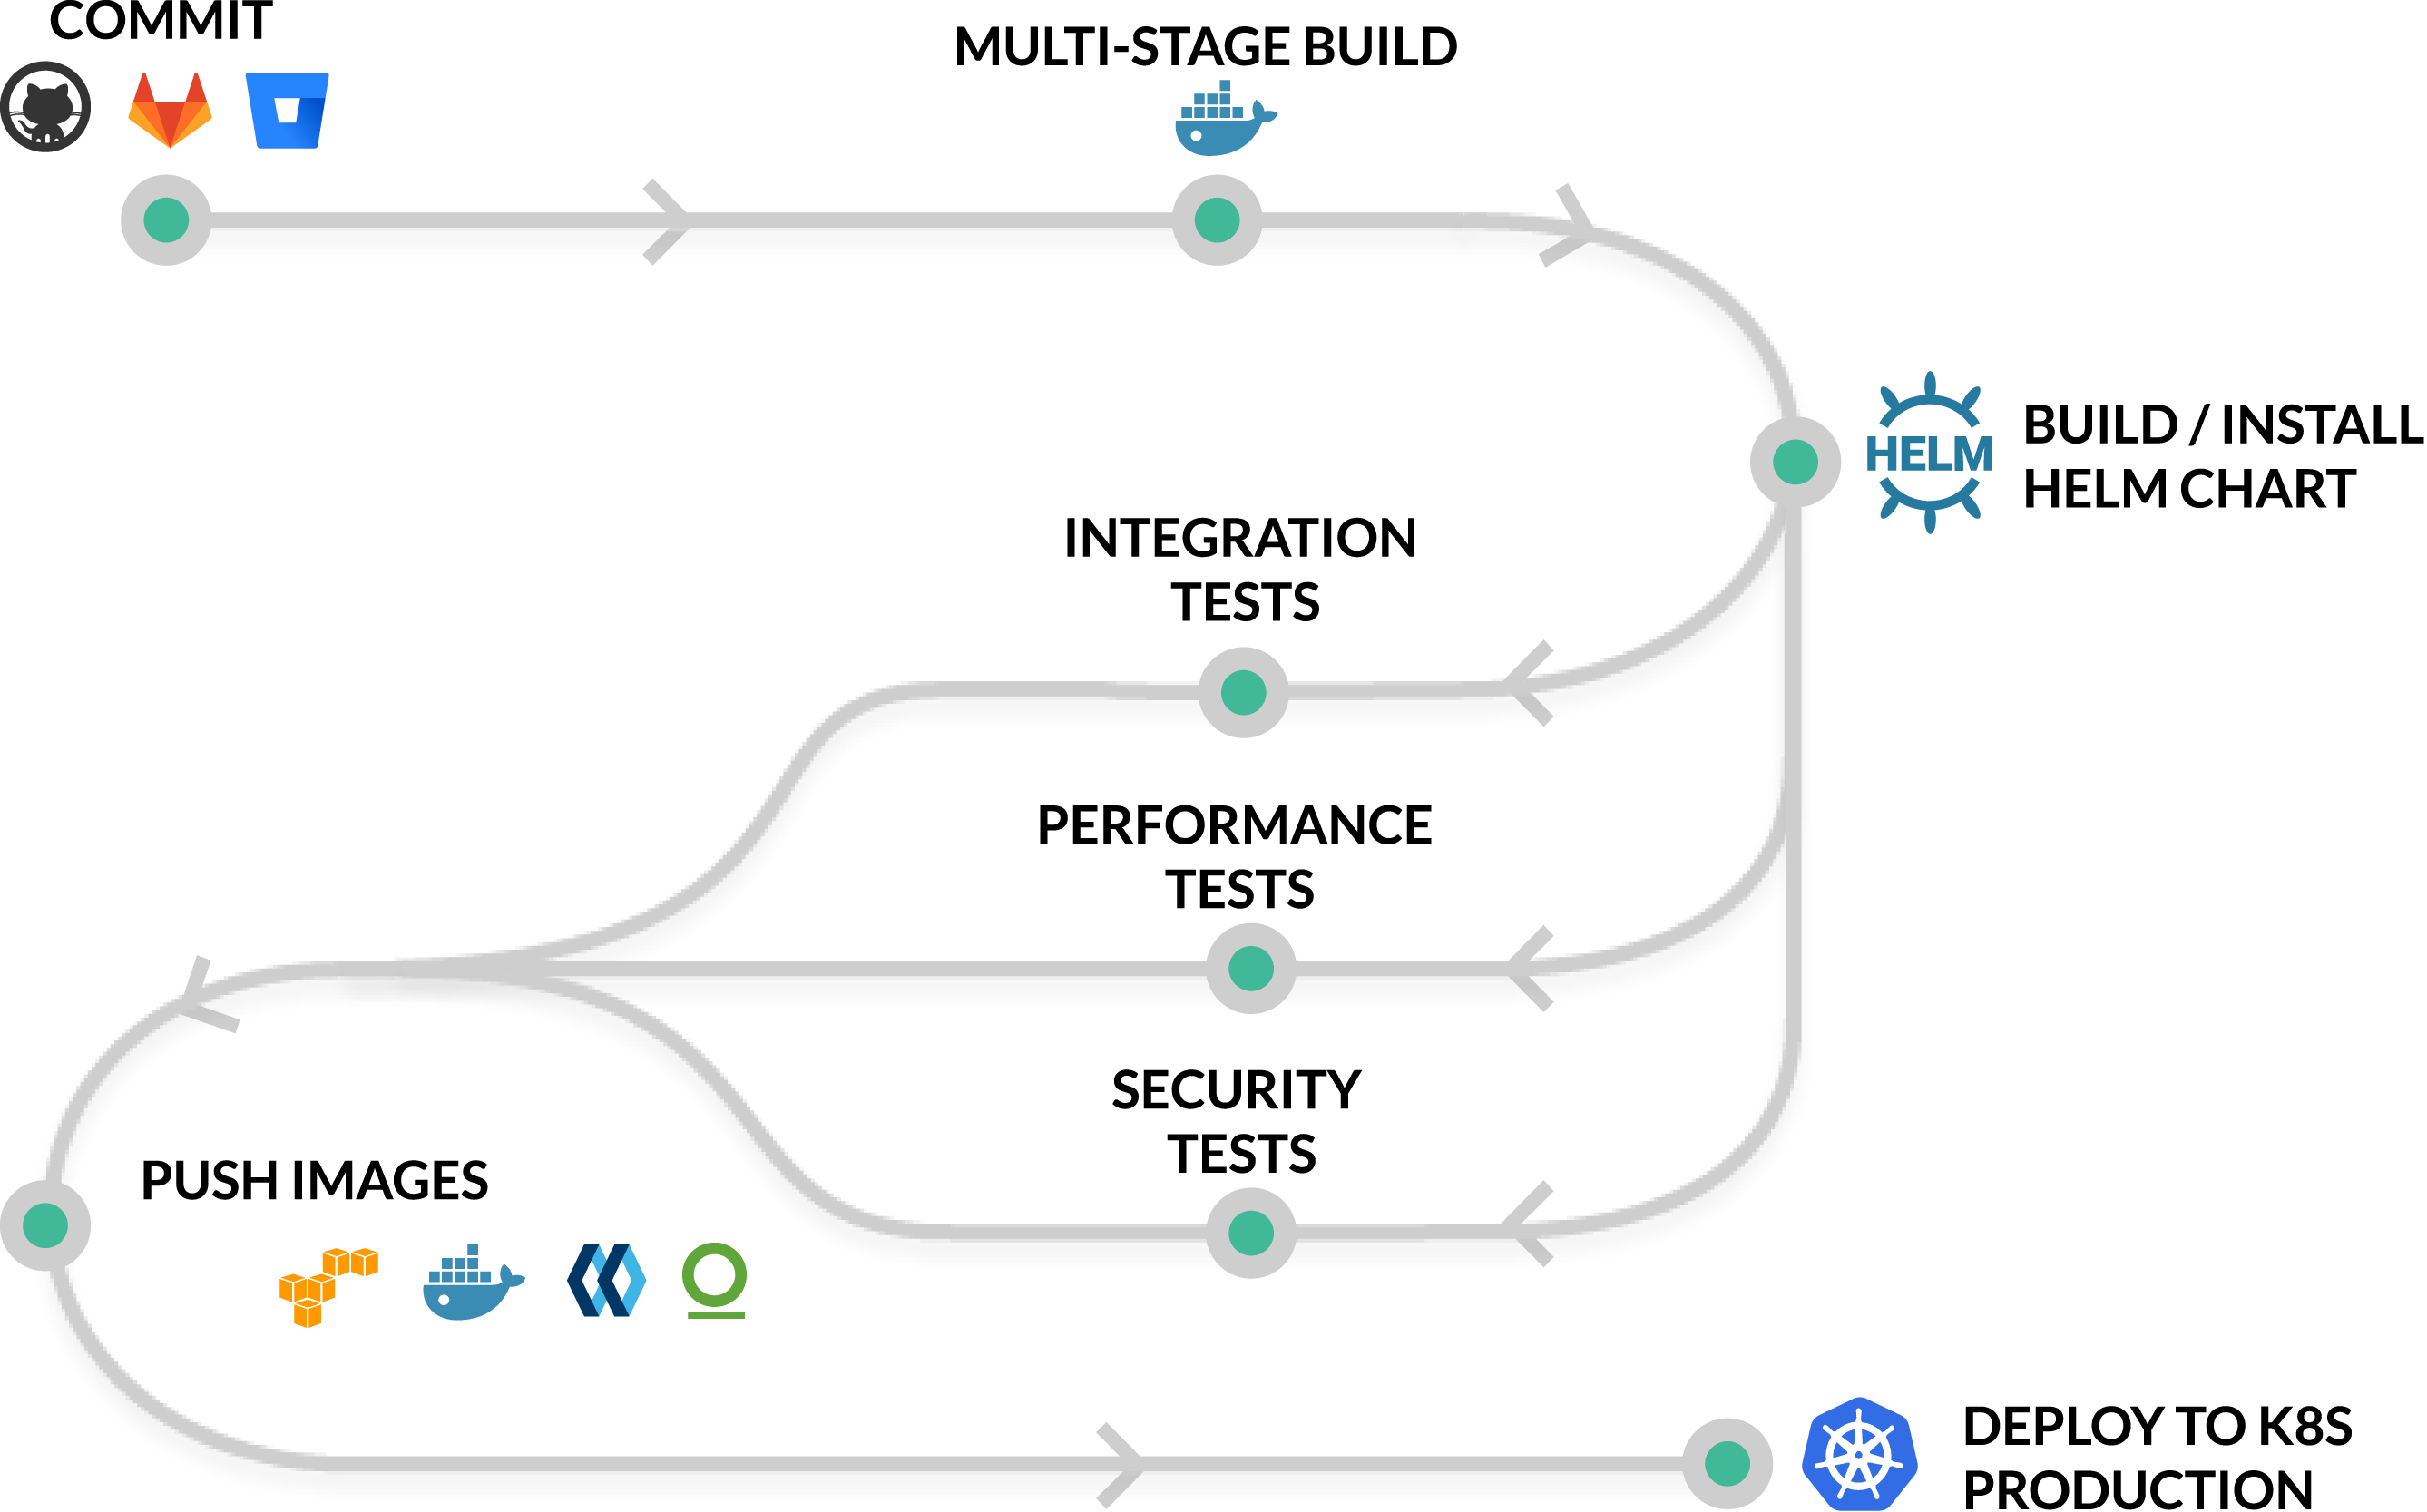 COMMIT
MULTI-STAGE BUILD
HELM
BUILD / INSTALL
HELM CHART
INTEGRATION
TESTS
PERFORMANCE
TESTS
SECURITY
TESTS
PUSH IMAGES
DEPLOY TO K8S
PRODUCTION